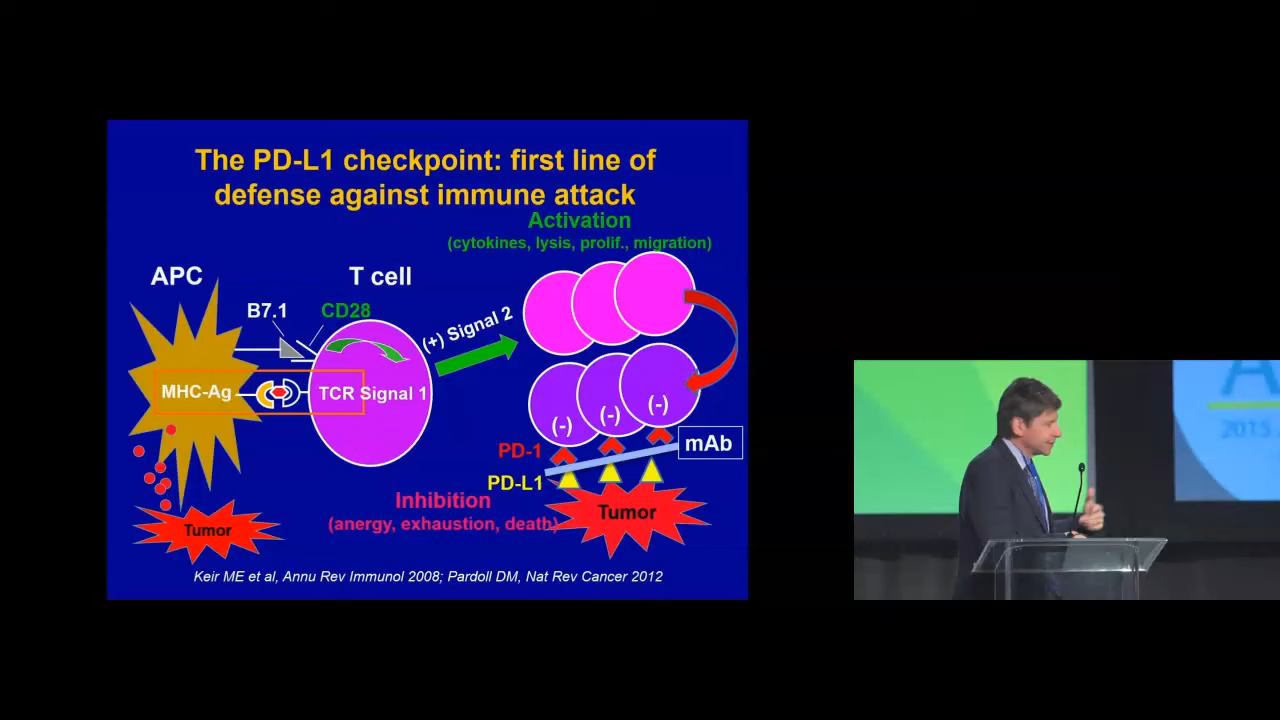 The PD-L1 checkpoint: first line of
defense against immune attack
Activation
(cytokines, lysis, prolif., migration)
APC
T cell
B7.1
CD28
(+) Signal 2
MHC-Ag
TCR Signal 1
(-)
(-)
(-)
PD-1
mAb
PD-L1
Inhibition
(anergy, exhaustion, death)
Tumor
Tumor
Keir ME et al, Annu Rev Immunol 2008; Pardoll DM, Nat Rev Cancer 2012
A
2015.